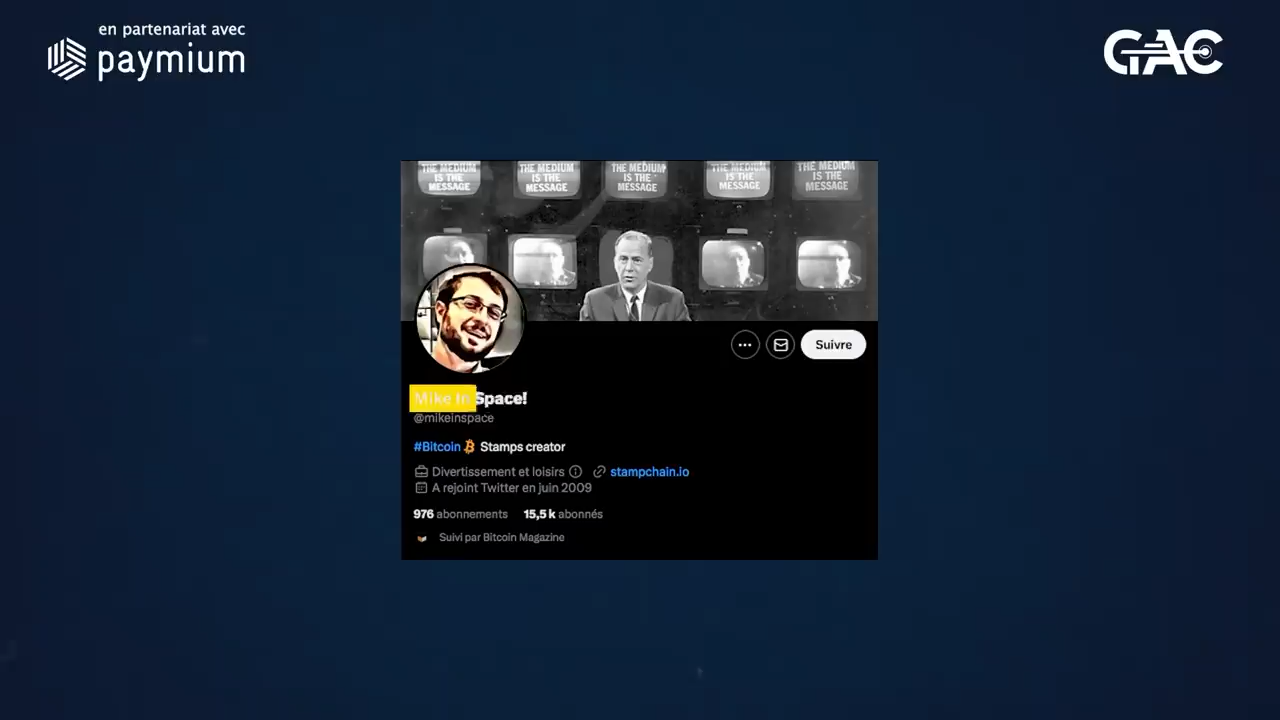 en partenariat avec
paymium
GAC
THE MEDIUM IS THE MESSAGE
THE MEDIUM IS THE MESSAGE
THE MEDIUM IS THE MESSAGE
THE MEDIUM IS THE MESSAGE
THE MEDIUM IS THE MESSAGE
Suivre
Mike In Space!
@mikeinspace
#Bitcoin Stamps creator
Divertissement et loisirs stampchain.io
A rejoint Twitter en juin 2009
976 abonnements 15,5 k abonnés
Suivi par Bitcoin Magazine